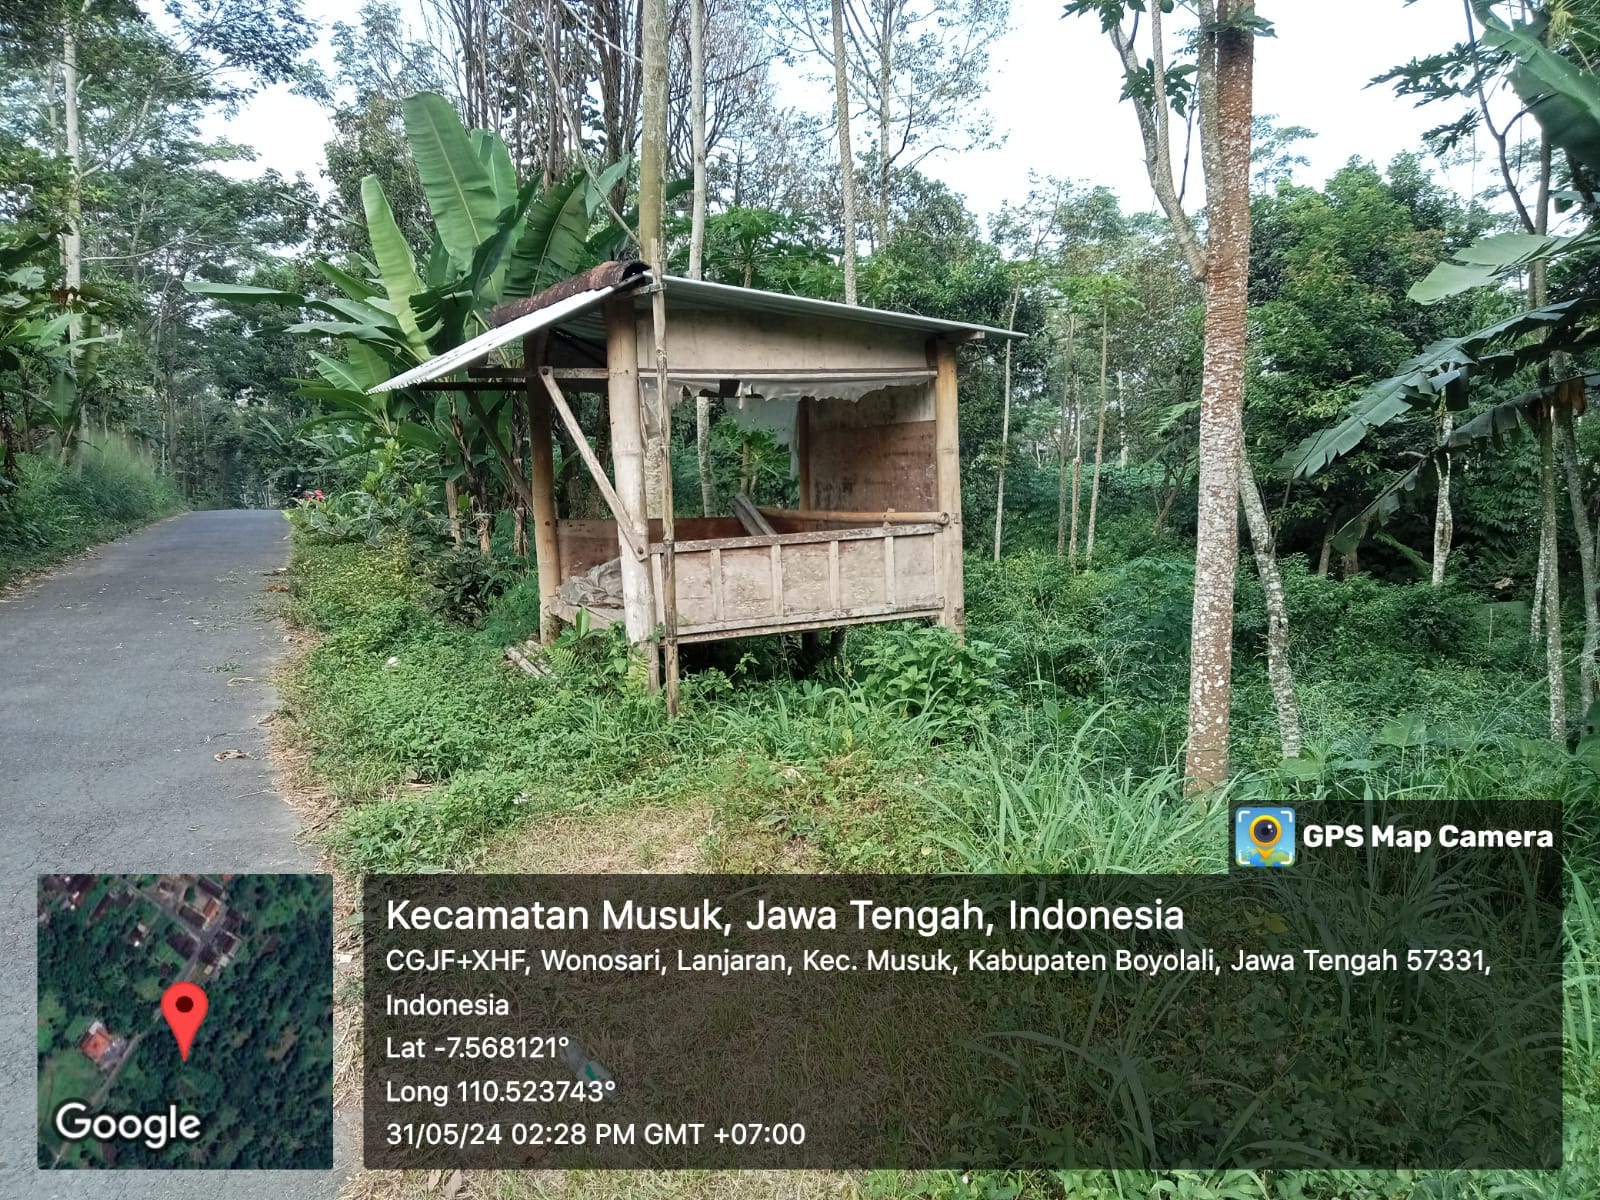 GPS Map Camera
Kecamatan Musuk, Jawa Tengah, Indonesia
CGJF+XHF, Wonosari, Lanjaran, Kec. Musuk, Kabupaten Boyolali, Jawa Tengah 57331,
Indonesia
Lat -7.568121°
Long 110.523743°
31/05/24 02:28 PM GMT +07:00
Google